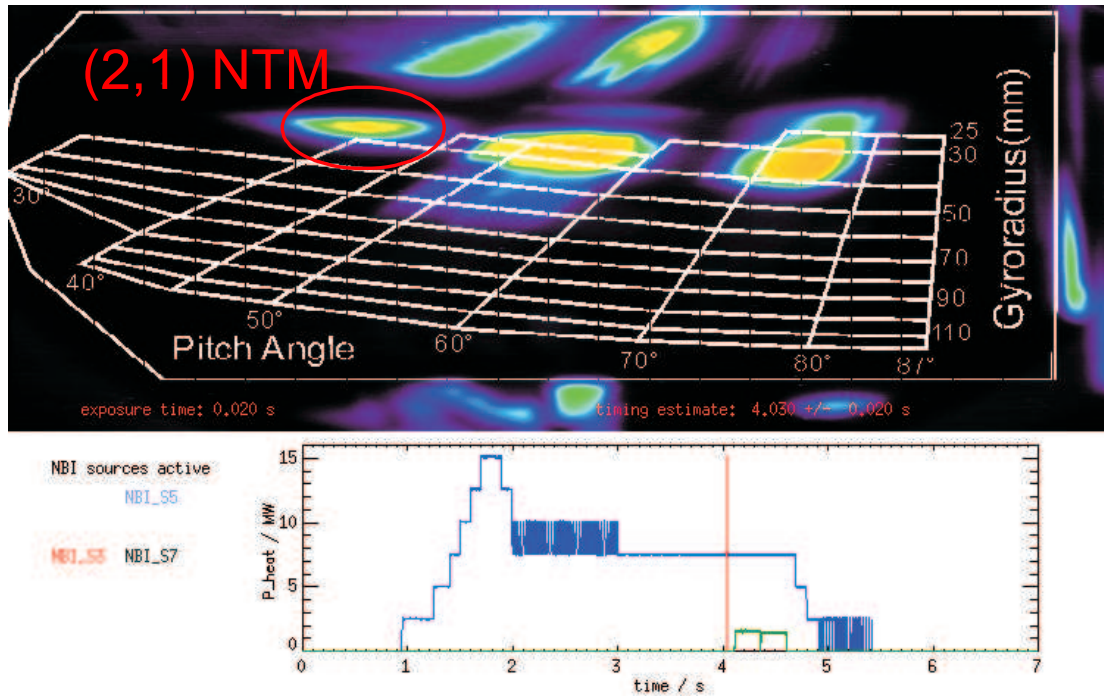 (2,1) NTM
Gyroradius(mm)
25
30
50
70
90
110
30°
40°
50°
60°
70°
80°
87°
Pitch Angle
exposure time: 0.020 s
timing estimate: 4.030 +/- 0.020 s
NBI sources active
NBI_S5
NBI_S7
P_heat / MW
15
10
5
0
0 1 2 3 4 5 6 7
time / s